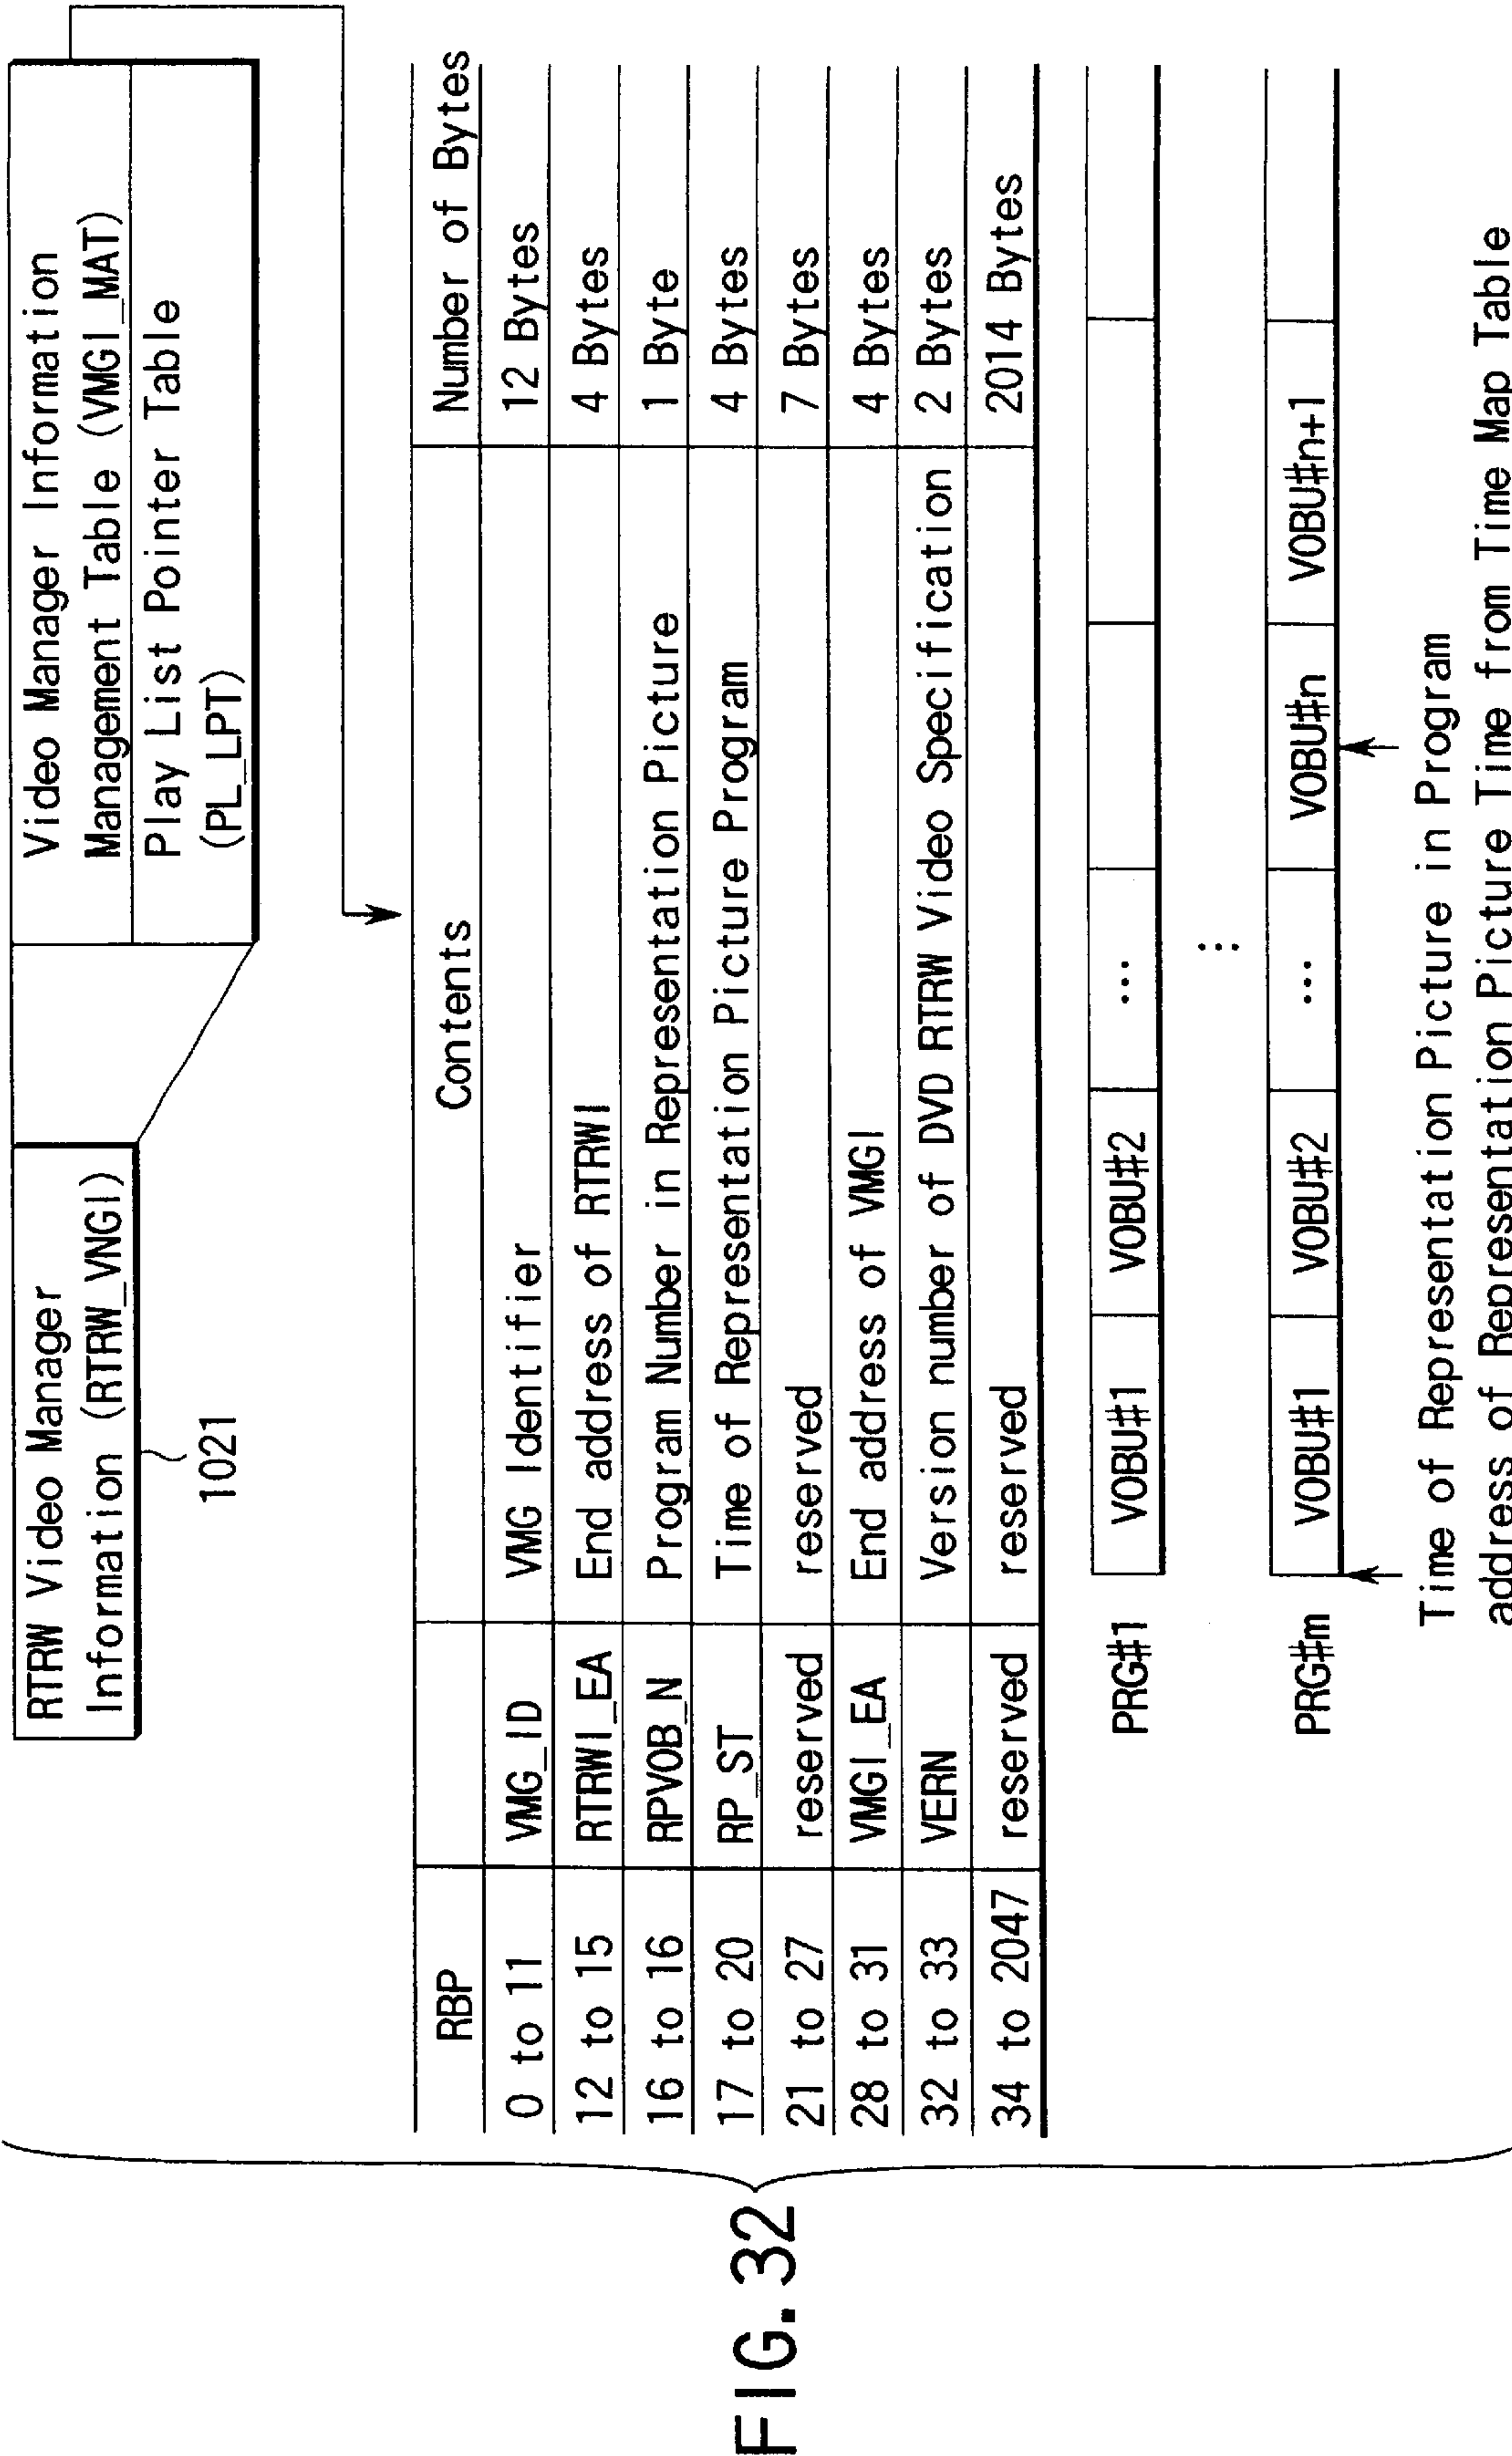 FIG. 32
RTRW Video Manager
Information (RTRW_VNGI)
1021
Video Manager Information
Management Table (VMGI_MAT)
Play List Pointer Table
(PL_LPT)
RBP Contents Number of Bytes
0 to 11 VMG_ID VMG Identifier 12 Bytes
12 to 15 RTRWI_EA End address of RTRWI 4 Bytes
16 to 16 RPVOB_N Program Number in Representation Picture 1 Byte
17 to 20 RP_ST Time of Representation Picture Program 4 Bytes
21 to 27 reserved reserved 7 Bytes
28 to 31 VMGI_EA End address of VMGI 4 Bytes
32 to 33 VERN Version number of DVD RTRW Video Specification 2 Bytes
34 to 2047 reserved reserved 2014 Bytes
PRG#1 VOBU#1 VOBU#2 ...
:
PRG#m VOBU#1 VOBU#2 ... VOBU#n VOBU#n+1
Time of Representation Picture in Program
address of Representation Picture Time from Time Map Table